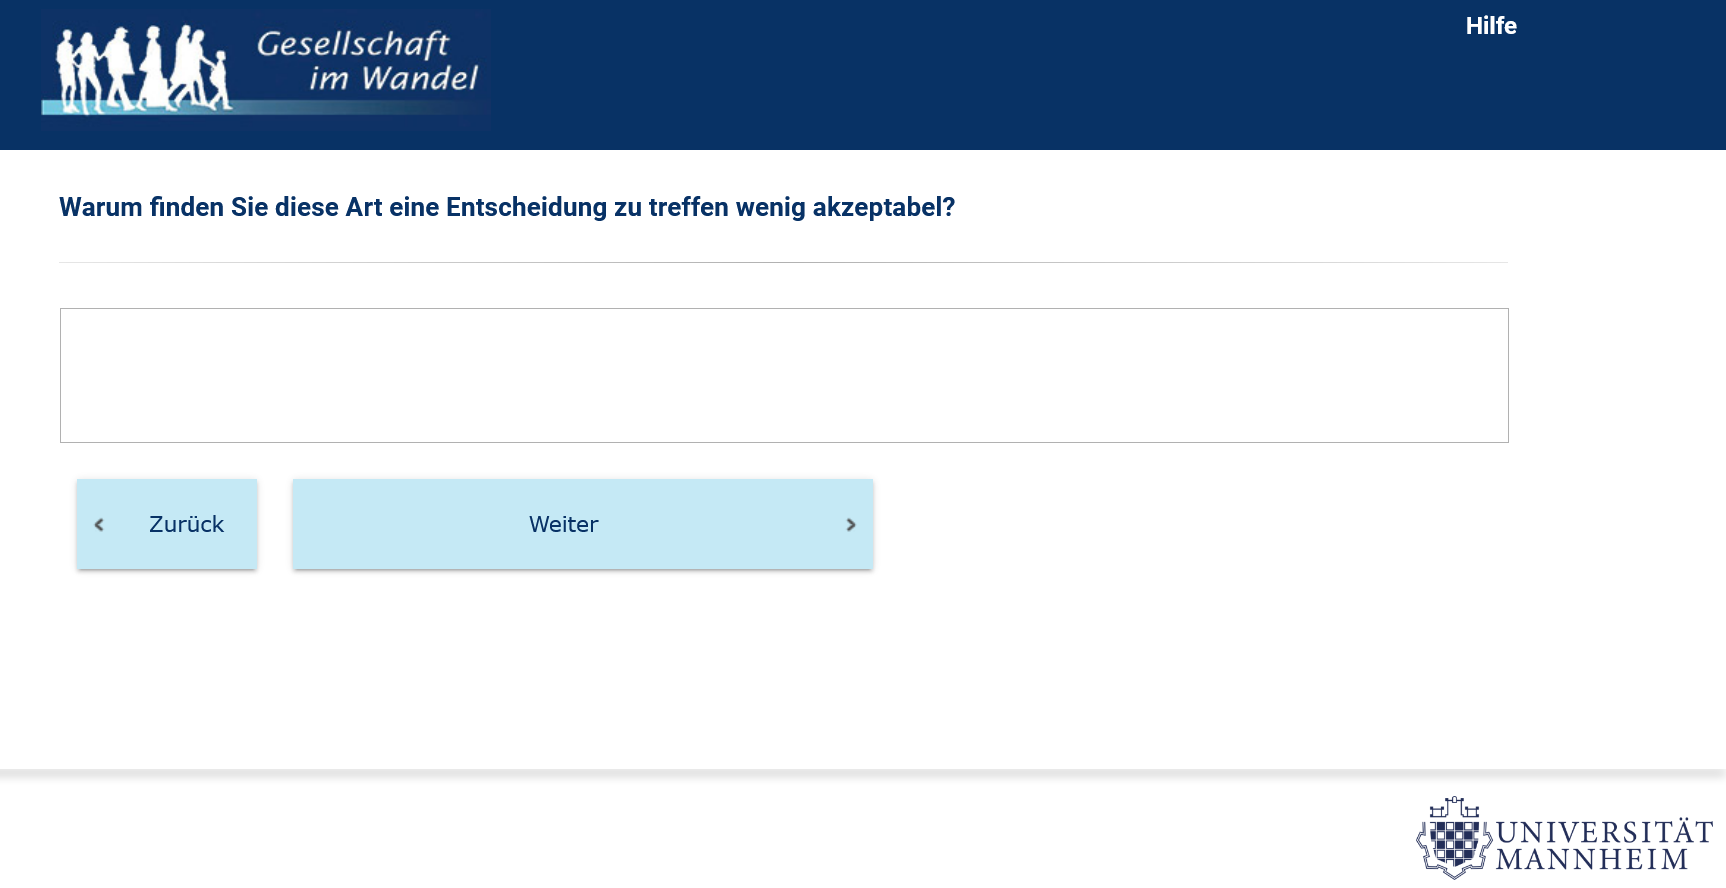 Gesellschaft
im Wandel
Hilfe
Warum finden Sie diese Art eine Entscheidung zu treffen wenig akzeptabel?
Zurück
Weiter
UNIVERSITÄT
MANNHEIM